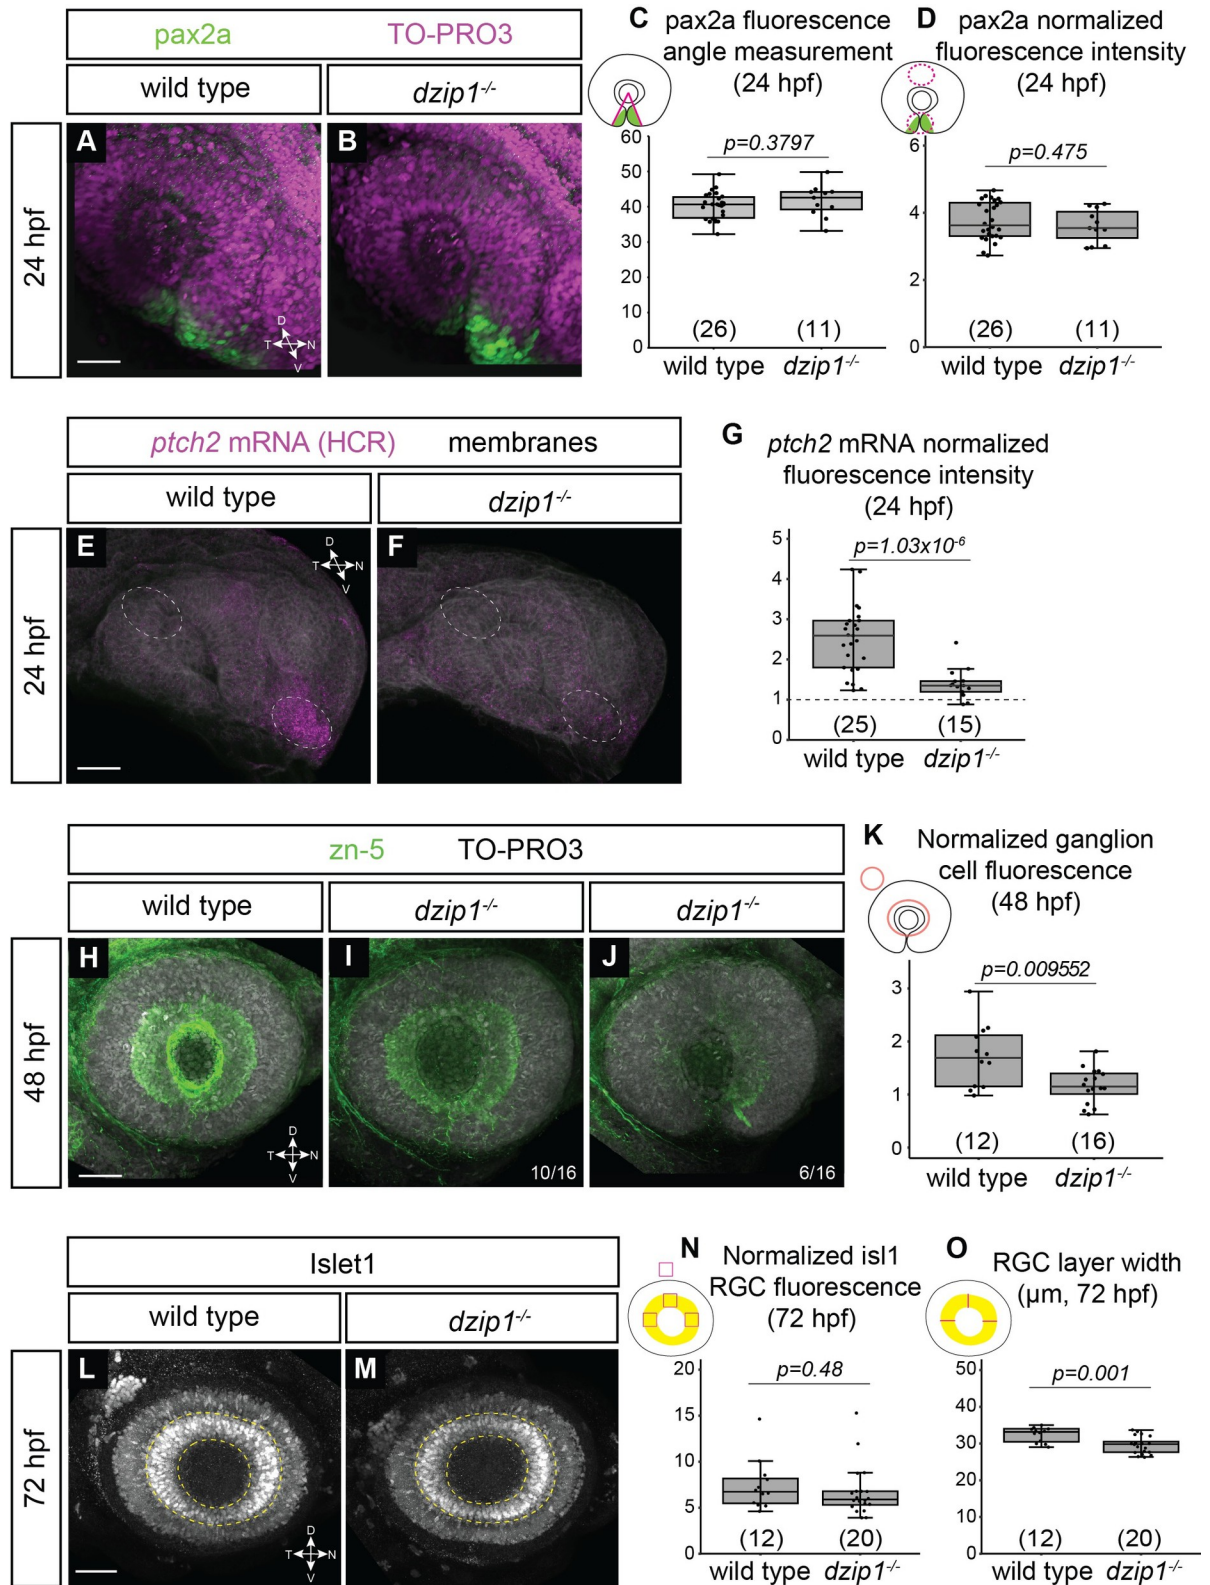 pax2a TO-PRO3
wild type dzip1-/-
24 hpf
A
B
D
T N
V
C pax2a fluorescence
angle measurement
(24 hpf)
60
50
40
30
20
10
0
p=0.3797
(26) (11)
wild type dzip1-/-
D pax2a normalized
fluorescence intensity
(24 hpf)
6
4
2
0
p=0.475
(26) (11)
wild type dzip1-/-
ptch2 mRNA (HCR) membranes
wild type dzip1-/-
24 hpf
E
D
T N
V
F
G
ptch2 mRNA normalized
fluorescence intensity
(24 hpf)
5
4
3
2
1
0
p=1.03x10-6
(25) (15)
wild type dzip1-/-
zn-5 TO-PRO3
wild type dzip1-/- dzip1-/-
48 hpf
H
D
T N
V
I
10/16
J
6/16
K Normalized ganglion
cell fluorescence
(48 hpf)
3
2
1
0
p=0.009552
(12) (16)
wild type dzip1-/-
Islet1
wild type dzip1-/-
72 hpf
L
D
T N
V
M
N Normalized isl1
RGC fluorescence
(72 hpf)
20
15
10
5
0
p=0.48
(12) (20)
wild type dzip1-/-
O RGC layer width
(µm, 72 hpf)
50
40
30
20
10
0
p=0.001
(12) (20)
wild type dzip1-/-